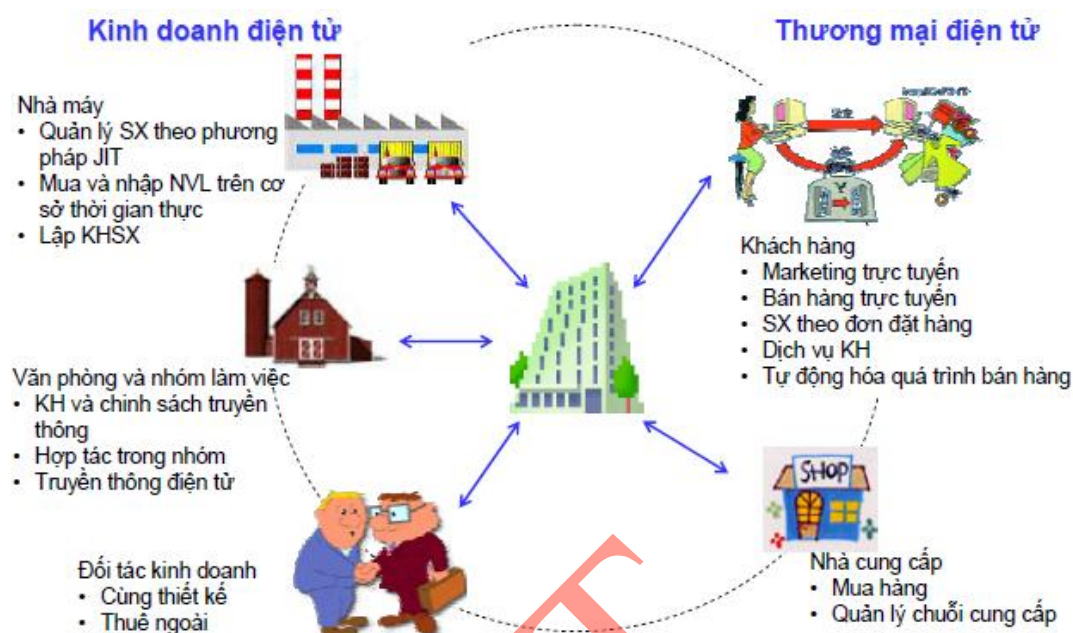 Kinh doanh điện tử
Thương mại điện tử
Nhà máy
• Quản lý SX theo phương
pháp JIT
• Mua và nhập NVL trên cơ
sở thời gian thực
• Lập KHSX
Khách hàng
• Marketing trực tuyến
• Bán hàng trực tuyến
• SX theo đơn đặt hàng
• Dịch vụ KH
• Tự động hóa quá trình bán hàng
Văn phòng và nhóm làm việc
• KH và chinh sách truyền
thông
• Hợp tác trong nhóm
• Truyền thông điện tử
SHOP
Đối tác kinh doanh
• Cùng thiết kế
• Thuê ngoài
Nhà cung cấp
• Mua hàng
• Quản lý chuỗi cung cấp
T